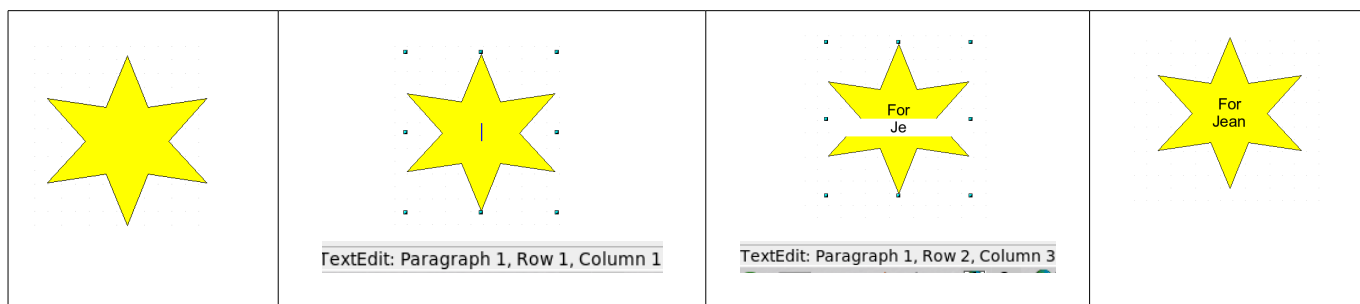 TextEdit: Paragraph 1, Row 1, Column 1
For
Je
TextEdit: Paragraph 1, Row 2, Column 3
For
Jean